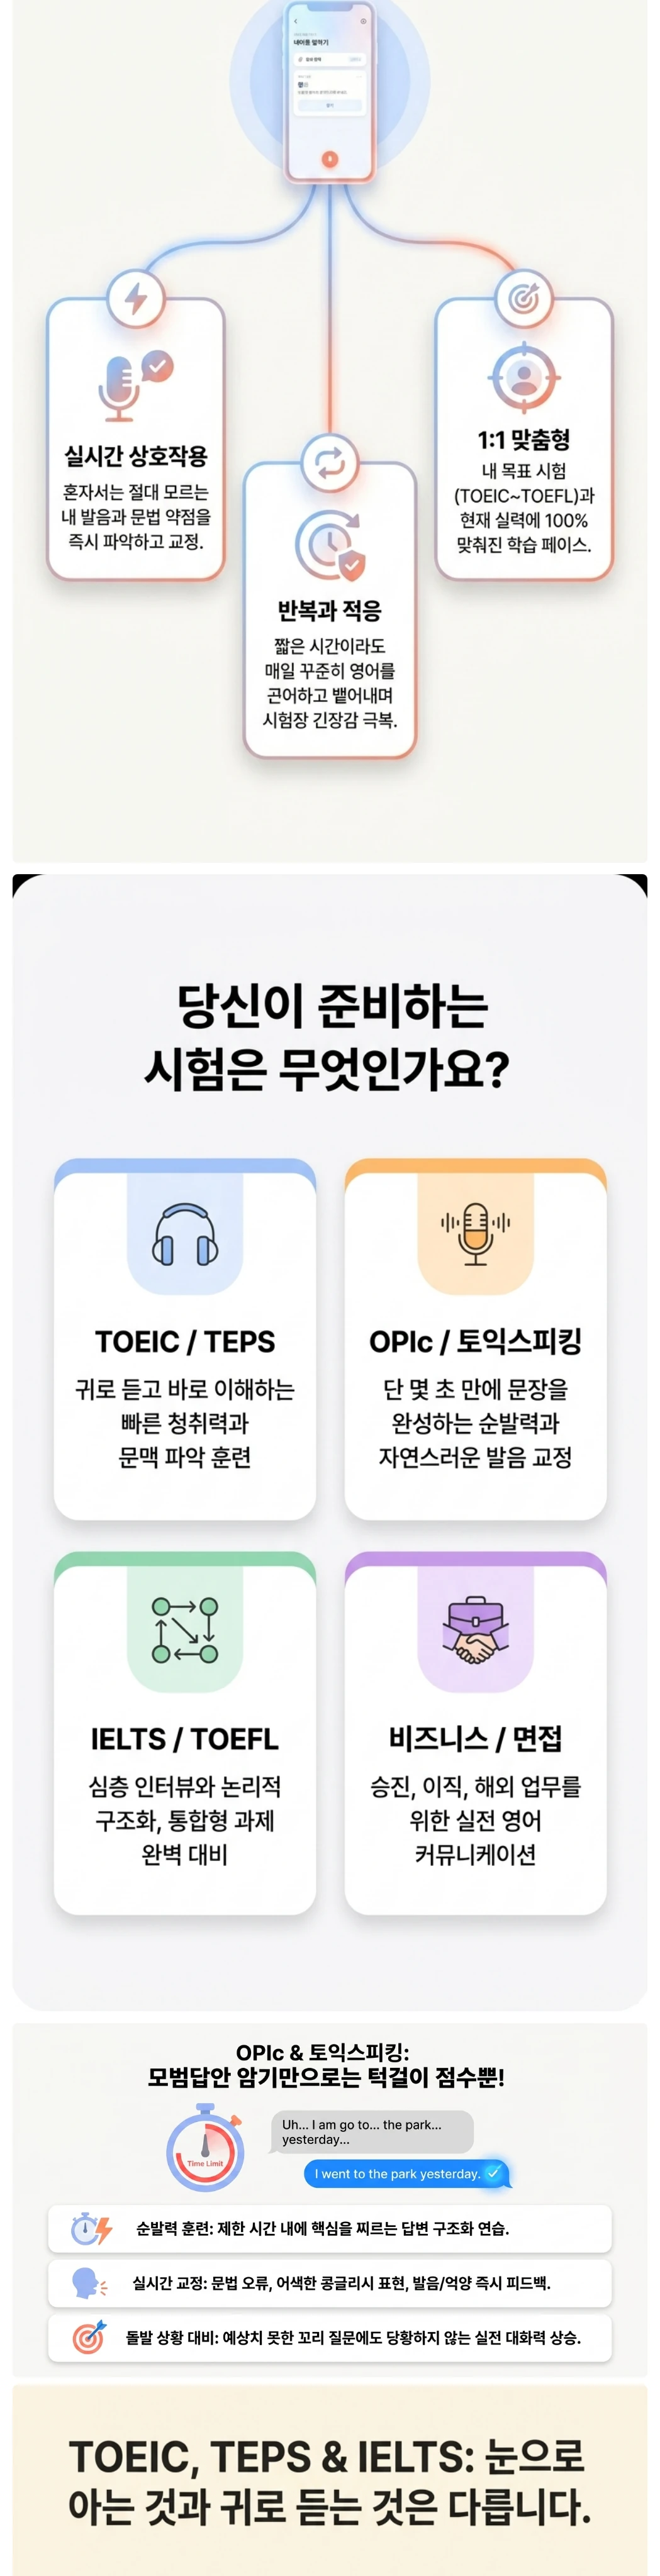 내 영어를 말하기
실시간 상호작용
혼자서는 절대 모르는
내 발음과 문법 약점을
즉시 파악하고 교정.
반복과 적응
짧은 시간이라도
매일 꾸준히 영어를
곤어하고 뱉어내며
시험장 긴장감 극복.
1:1 맞춤형
내 목표 시험
(TOEIC~TOEFL)과
현재 실력에 100%
맞춰진 학습 페이스.
당신이 준비하는
시험은 무엇인가요?
TOEIC / TEPS
귀로 듣고 바로 이해하는
빠른 청취력과
문맥 파악 훈련
OPIc / 토익스피킹
단 몇 초 만에 문장을
완성하는 순발력과
자연스러운 발음 교정
IELTS / TOEFL
심층 인터뷰와 논리적
구조화, 통합형 과제
완벽 대비
비즈니스 / 면접
승진, 이직, 해외 업무를
위한 실전 영어
커뮤니케이션
OPIc & 토익스피킹:
모범답안 암기만으로는 턱걸이 점수뿐!
Time Limit
Uh... I am go to... the park...
yesterday...
I went to the park yesterday.
순발력 훈련: 제한 시간 내에 핵심을 찌르는 답변 구조화 연습.
실시간 교정: 문법 오류, 어색한 콩글리시 표현, 발음/억양 즉시 피드백.
돌발 상황 대비: 예상치 못한 꼬리 질문에도 당황하지 않는 실전 대화력 상승.
TOEIC, TEPS & IELTS: 눈으로
아는 것과 귀로 듣는 것은 다릅니다.